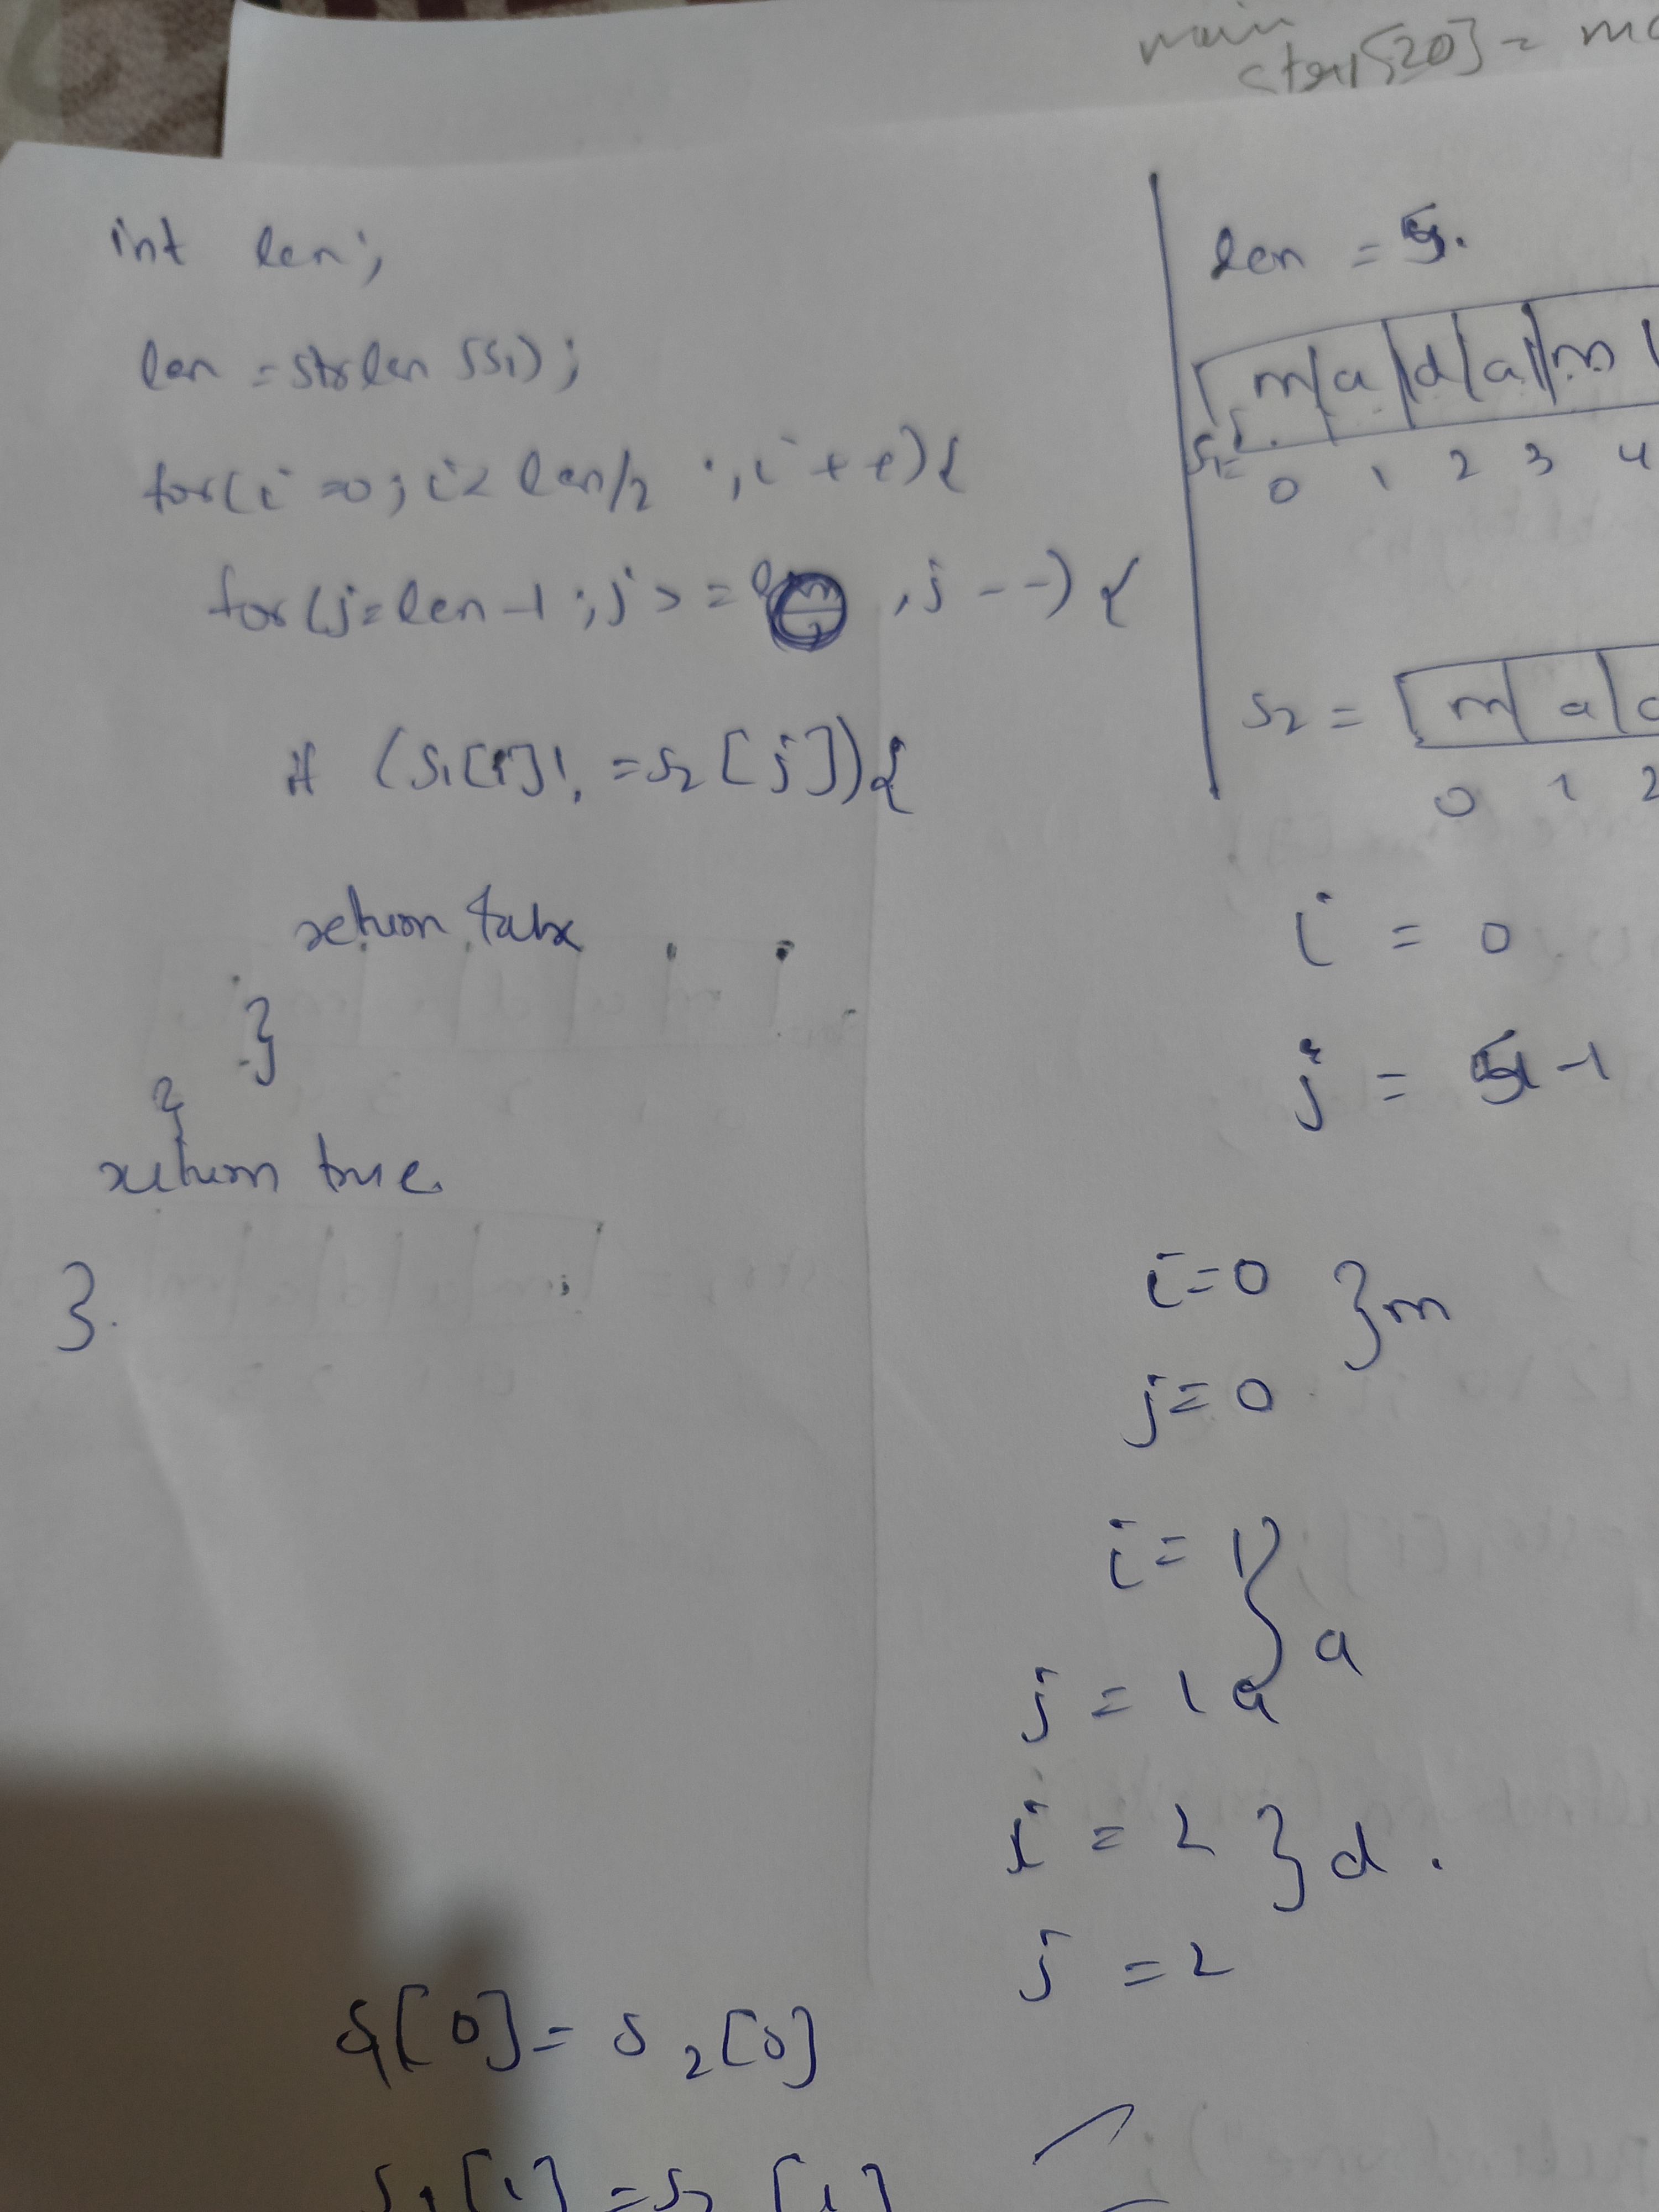 main
str1[20] =
int len;
len = strlen(s1);
for(i=0; i< len/2 ; i++){
for(j=len-1; j>= , j--){
if (s1[i]! =s2[j]){
return false
}
}
return true
}.
len = 5.
m a d a m
s1=
0 1 2 3 4
s2 = m a
0 1 2
i = 0
j = 5-1
i=0 } m
j=0
i= 1 } a
j = 1 a
i = 2 } d .
j = 2
s1[0]= s2[0]
s1[1] =s2[1]